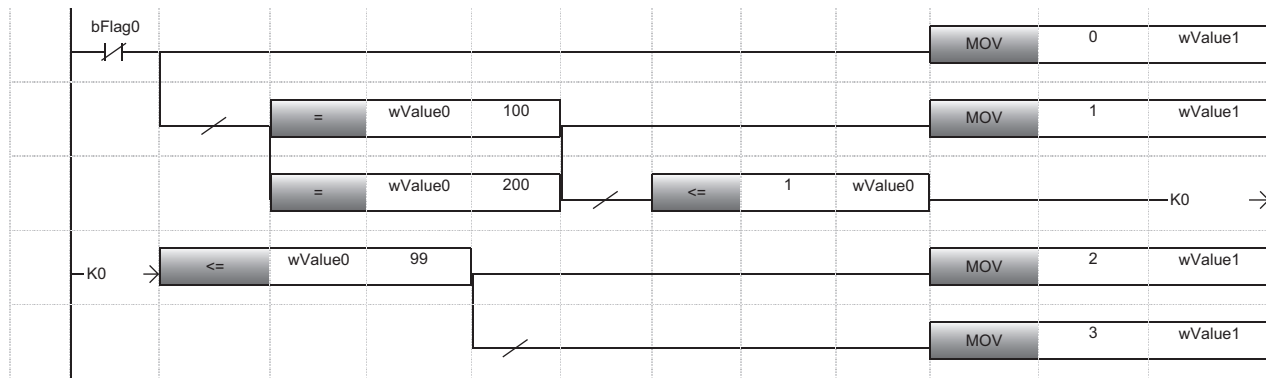 bFlag0
MOV 0 wValue1
= wValue0 100 MOV 1 wValue1
= wValue0 200 <= 1 wValue0 K0
K0 <= wValue0 99 MOV 2 wValue1
MOV 3 wValue1